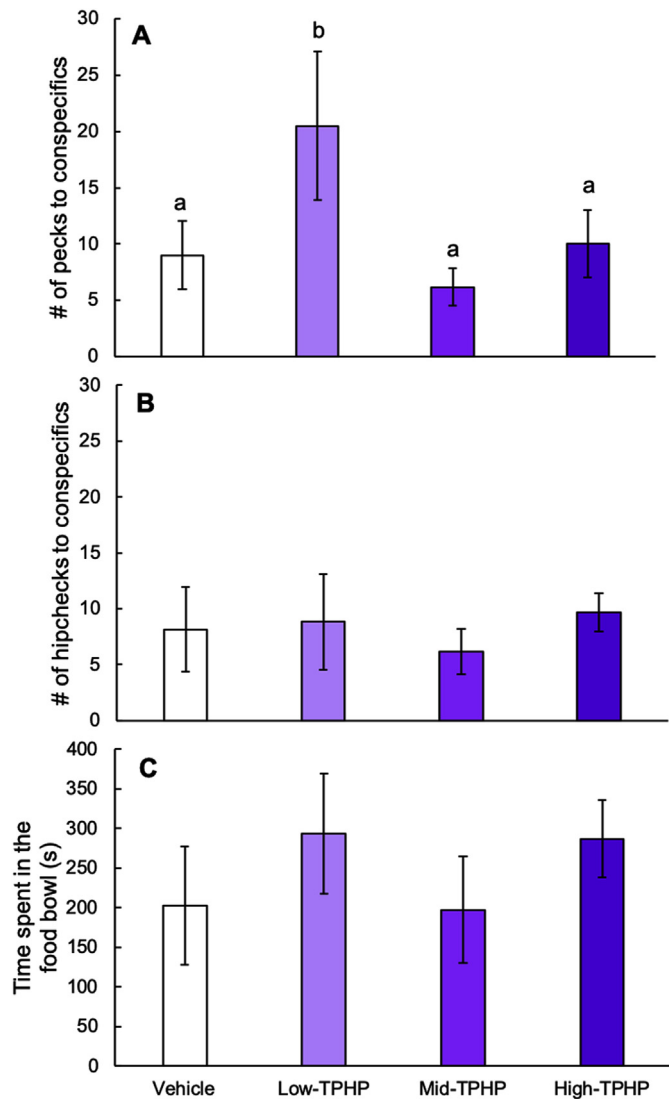 A
# of pecks to conspecifics
30
25
20
15
10
5
0
a
b
a
a
B
# of hipchecks to conspecifics
30
25
20
15
10
5
0
C
Time spent in the
food bowl (s)
400
350
300
250
200
150
100
50
0
Vehicle
Low-TPHP
Mid-TPHP
High-TPHP